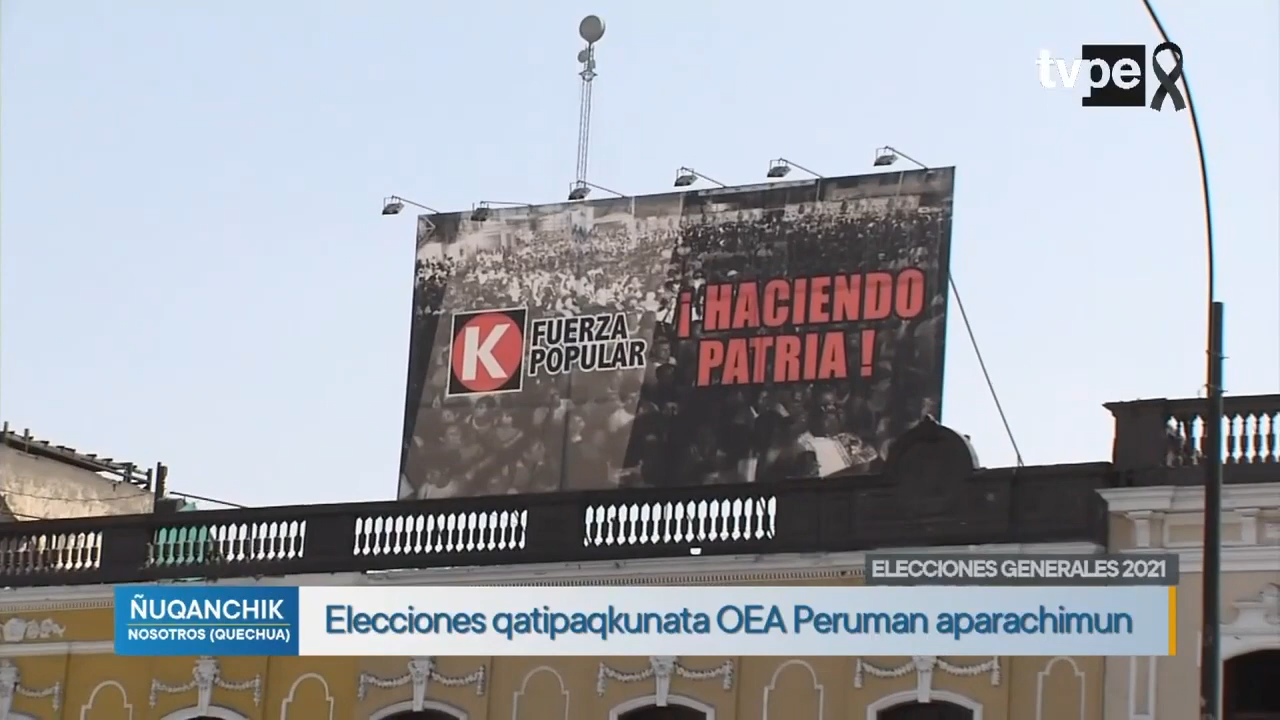 tvpe
K
FUERZA
POPULAR
¡HACIENDO
PATRIA!
ELECCIONES GENERALES 2021
ÑUQANCHIK
NOSOTROS (QUECHUA)
Elecciones qatipaqkunata OEA Peruman aparachimun